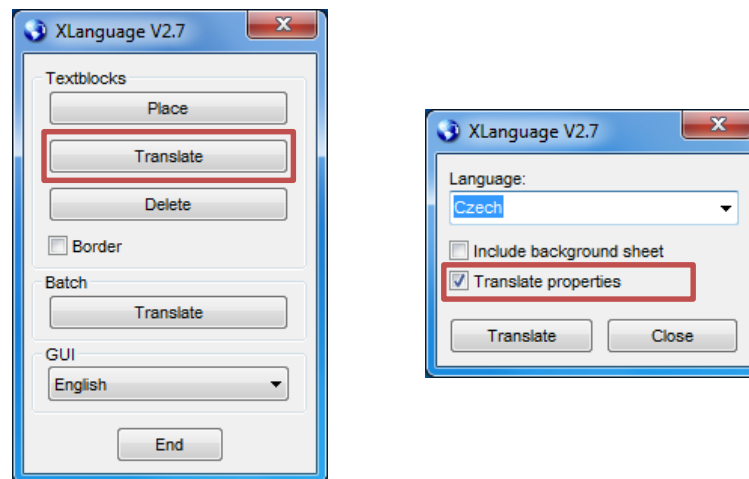 XLanguage V2.7
Textblocks
Place
Translate
Delete
Border
Batch
Translate
GUI
English
End
XLanguage V2.7
Language:
Czech
Include background sheet
Translate properties
Translate Close